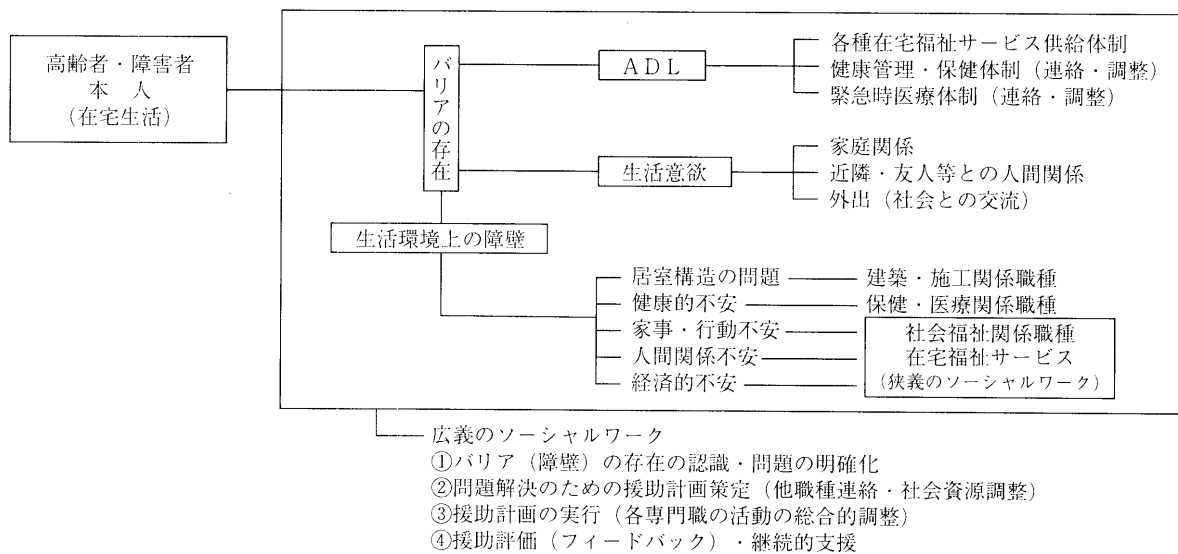 高齢者・障害者
本人
(在宅生活)
バリアの存在
ADL
各種在宅福祉サービス供給体制
健康管理・保健体制(連絡・調整)
緊急時医療体制(連絡・調整)
生活意欲
家庭関係
近隣・友人等との人間関係
外出(社会との交流)
生活環境上の障壁
居室構造の問題
建築・施工関係職種
健康的不安
保健・医療関係職種
家事・行動不安
人間関係不安
経済的不安
社会福祉関係職種
在宅福祉サービス
(狭義のソーシャルワーク)
広義のソーシャルワーク
①バリア(障壁)の存在の認識・問題の明確化
②問題解決のための援助計画策定(他職種連絡・社会資源調整)
③援助計画の実行(各専門職の活動の総合的調整)
④援助評価(フィードバック)・継続的支援